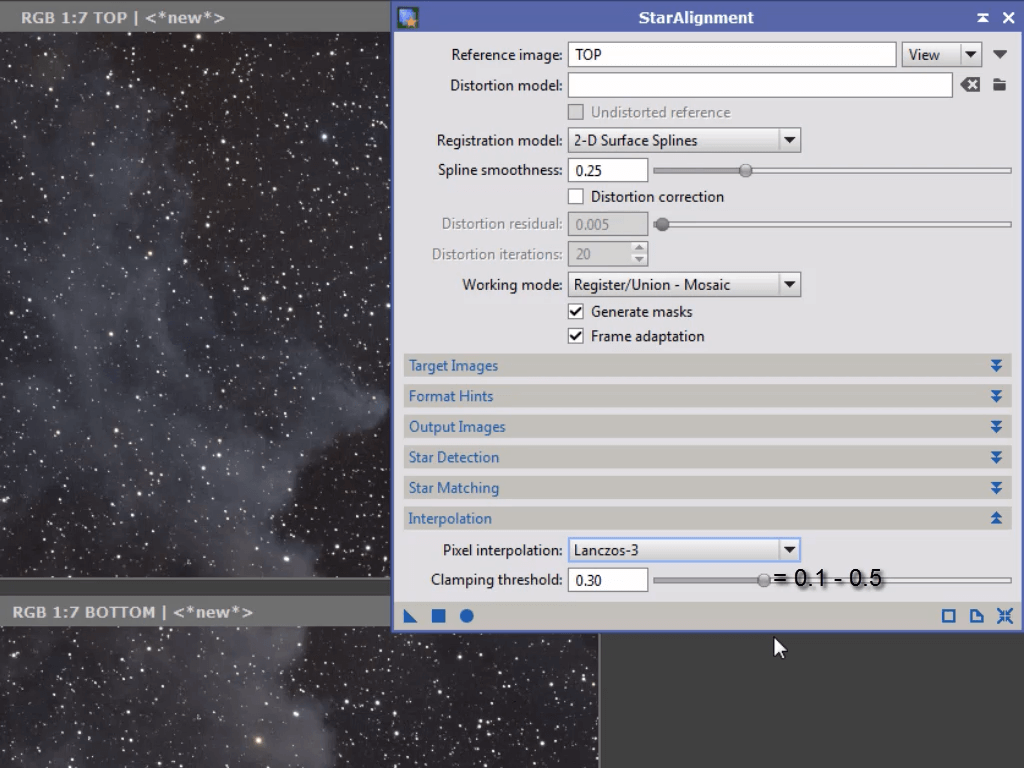 RGB 1:7 TOP | <*new*>
StarAlignment
Reference image: TOP View
Distortion model:
Undistorted reference
Registration model: 2-D Surface Splines
Spline smoothness: 0.25
Distortion correction
Distortion residual: 0.005
Distortion iterations: 20
Working mode: Register/Union - Mosaic
Generate masks
Frame adaptation
Target Images
Format Hints
Output Images
Star Detection
Star Matching
Interpolation
Pixel interpolation: Lanczos-3
Clamping threshold: 0.30 = 0.1 - 0.5
RGB 1:7 BOTTOM | <*new*>